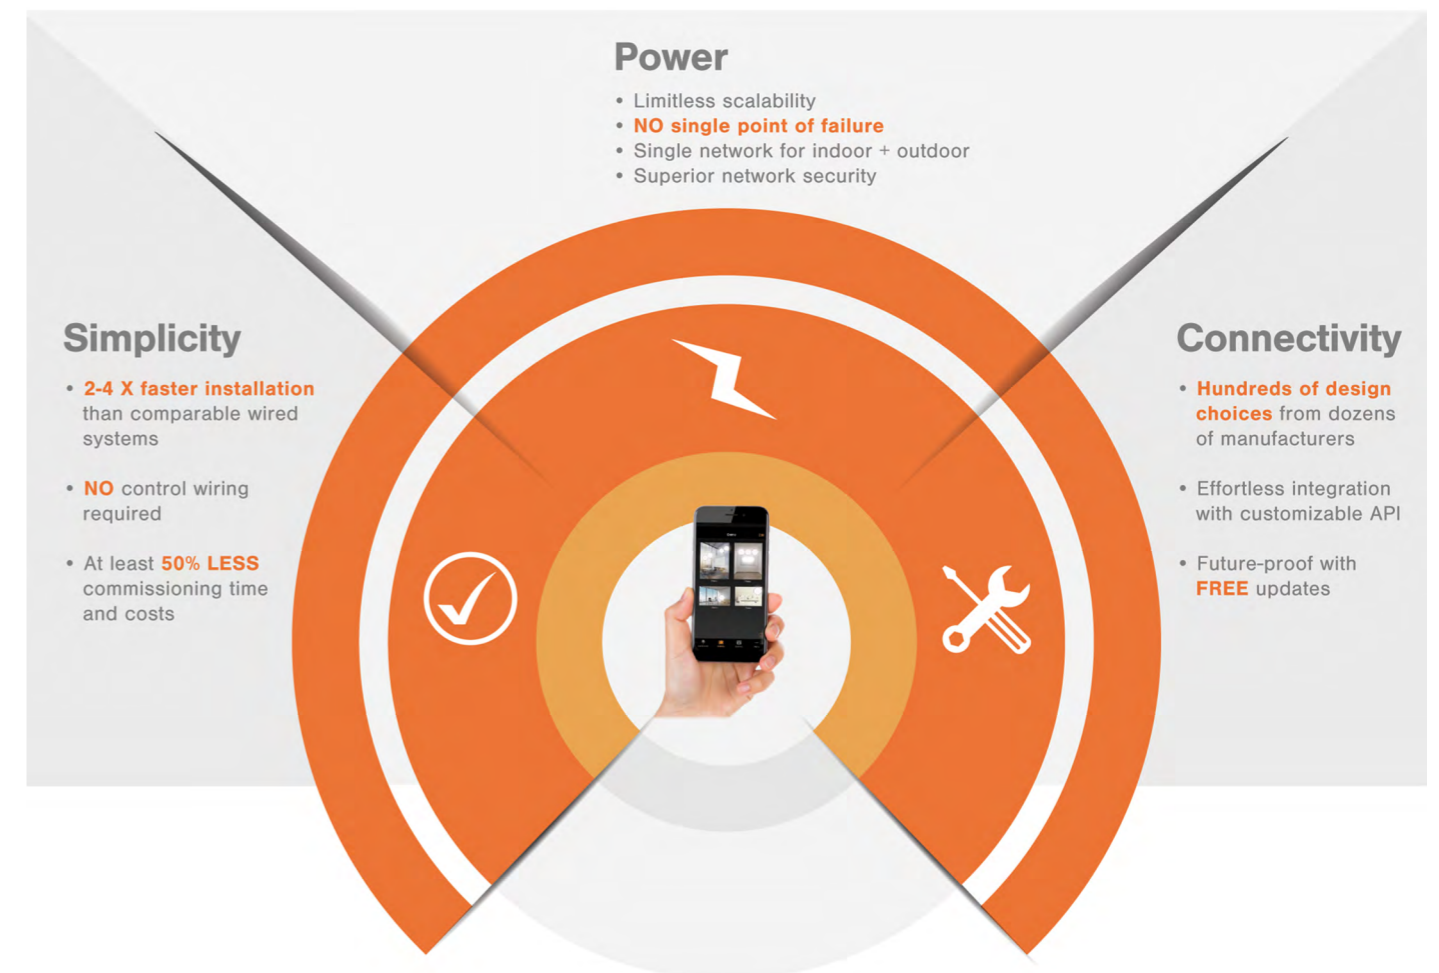 Power
• Limitless scalability
• NO single point of failure
• Single network for indoor + outdoor
• Superior network security
Simplicity
• 2-4 X faster installation
than comparable wired
systems
• NO control wiring
required
• At least 50% LESS
commissioning time
and costs
Connectivity
• Hundreds of design
choices from dozens
of manufacturers
• Effortless integration
with customizable API
• Future-proof with
FREE updates